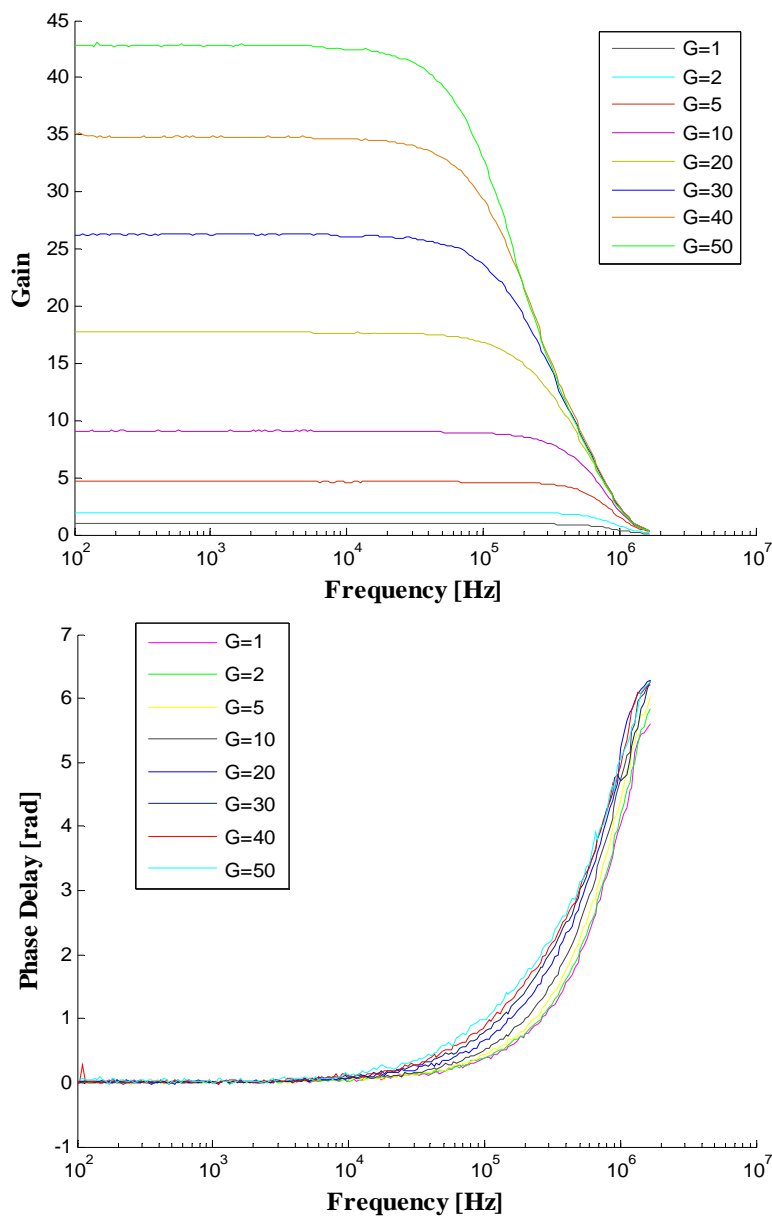 45
40
35
30
25
20
15
10
5
0
Gain
G=1
G=2
G=5
G=10
G=20
G=30
G=40
G=50
10^2 10^3 10^4 10^5 10^6 10^7
Frequency [Hz]
7
6
5
4
3
2
1
0
-1
Phase Delay [rad]
G=1
G=2
G=5
G=10
G=20
G=30
G=40
G=50
10^2 10^3 10^4 10^5 10^6 10^7
Frequency [Hz]